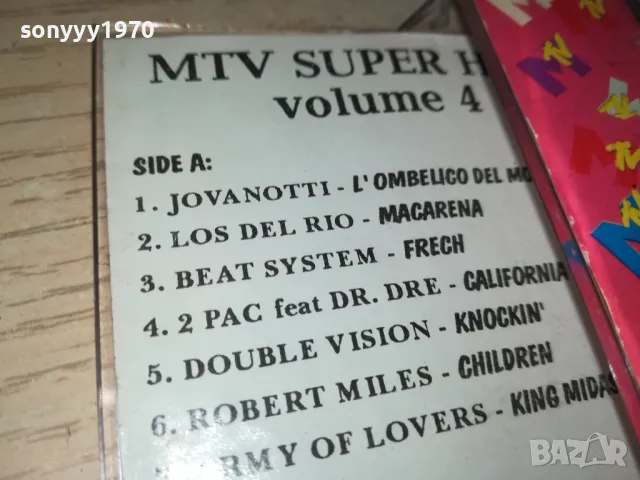 sonyyy1970
MTV SUPER H
volume 4
SIDE A:
1. JOVANOTTI - L'OMBELICO DEL MO
2. LOS DEL RIO - MACARENA
3. BEAT SYSTEM - FRECH
4. 2 PAC feat DR. DRE - CALIFORNIA
5. DOUBLE VISION - KNOCKIN'
6. ROBERT MILES - CHILDREN
RMY OF LOVERS - KING MIDAS
MTV
BAZAR